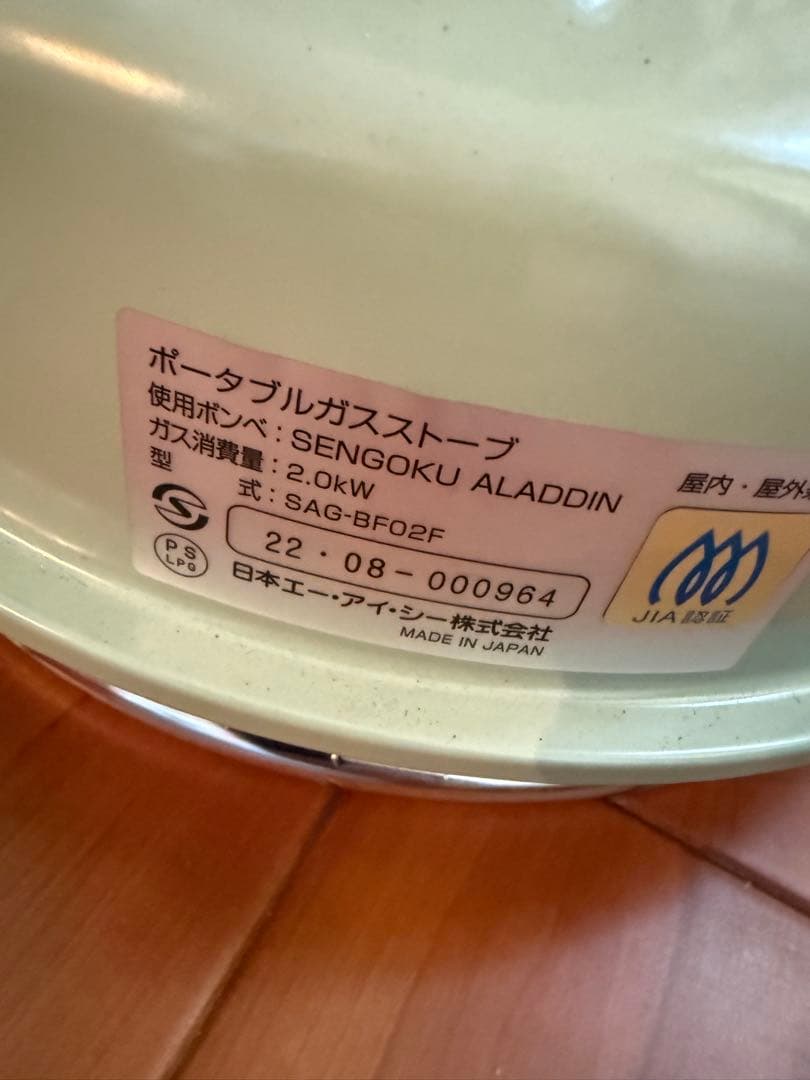 ポータブルガスストーブ
使用ボンベ：SENGOKU ALADDIN
ガス消費量：2.0kW
型 式：SAG-BF02F
PS
LPG
22・08-000964
日本エー・アイ・シー株式会社
MADE IN JAPAN
屋内・屋外
JIA認証